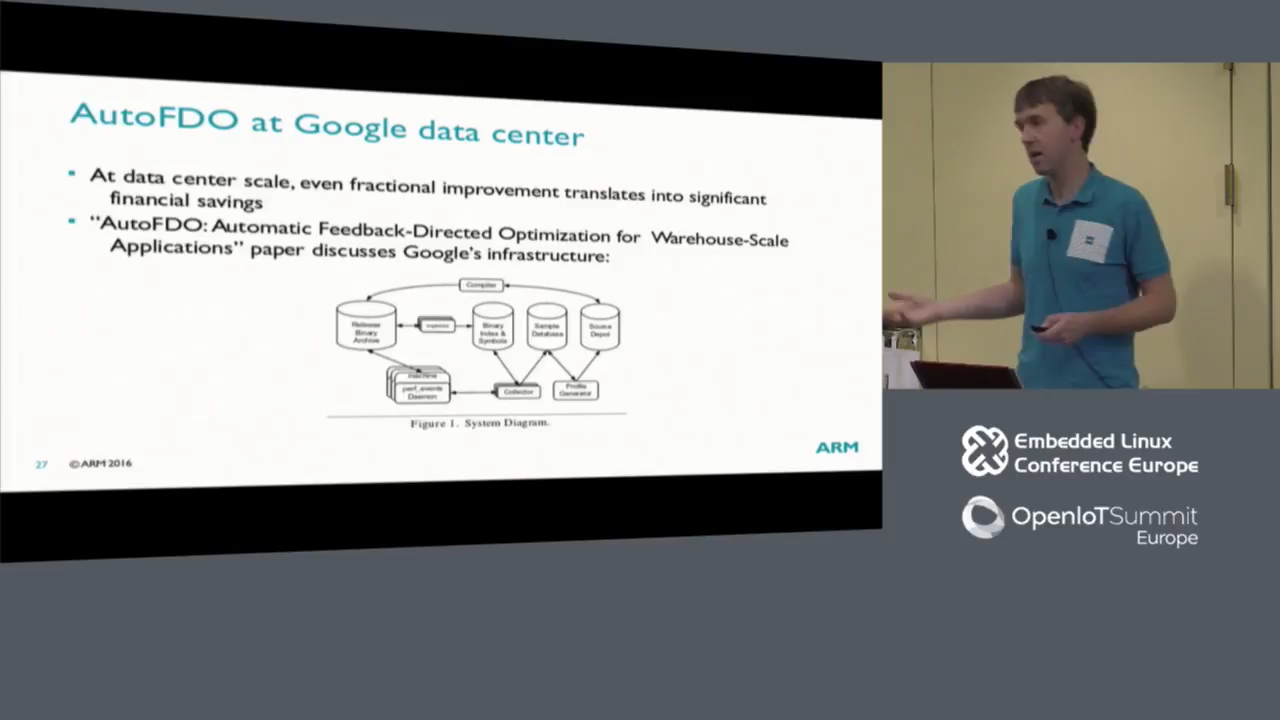 AutoFDO at Google data center
At data center scale, even fractional improvement translates into significant
financial savings
“AutoFDO: Automatic Feedback-Directed Optimization for Warehouse-Scale
Applications” paper discusses Google's infrastructure:
Compiler
Release
Binary
Archive
Binary
Index &
Symbols
Sample
Database
Source
Depot
machine
perf_events
Daemon
Collector
Profile
Generator
Figure 1. System Diagram.
27 ©ARM 2016
ARM
Embedded Linux
Conference Europe
OpenIoTSummit
Europe